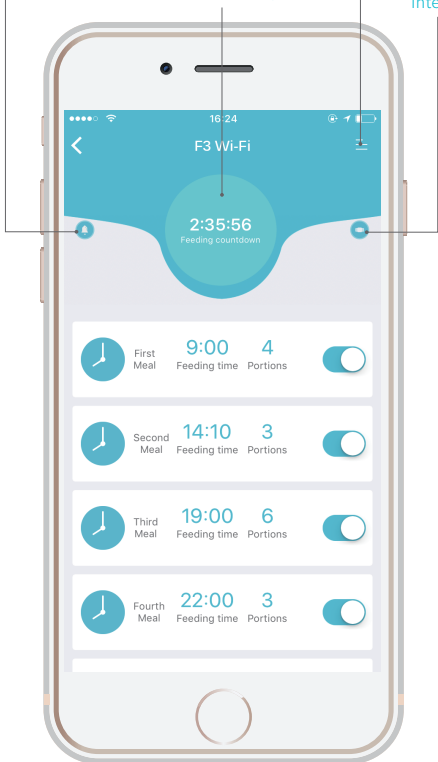 Inte
16:24
F3 Wi-Fi
2:35:56
Feeding countdown
First Meal
9:00
Feeding time
4
Portions
Second Meal
14:10
Feeding time
3
Portions
Third Meal
19:00
Feeding time
6
Portions
Fourth Meal
22:00
Feeding time
3
Portions